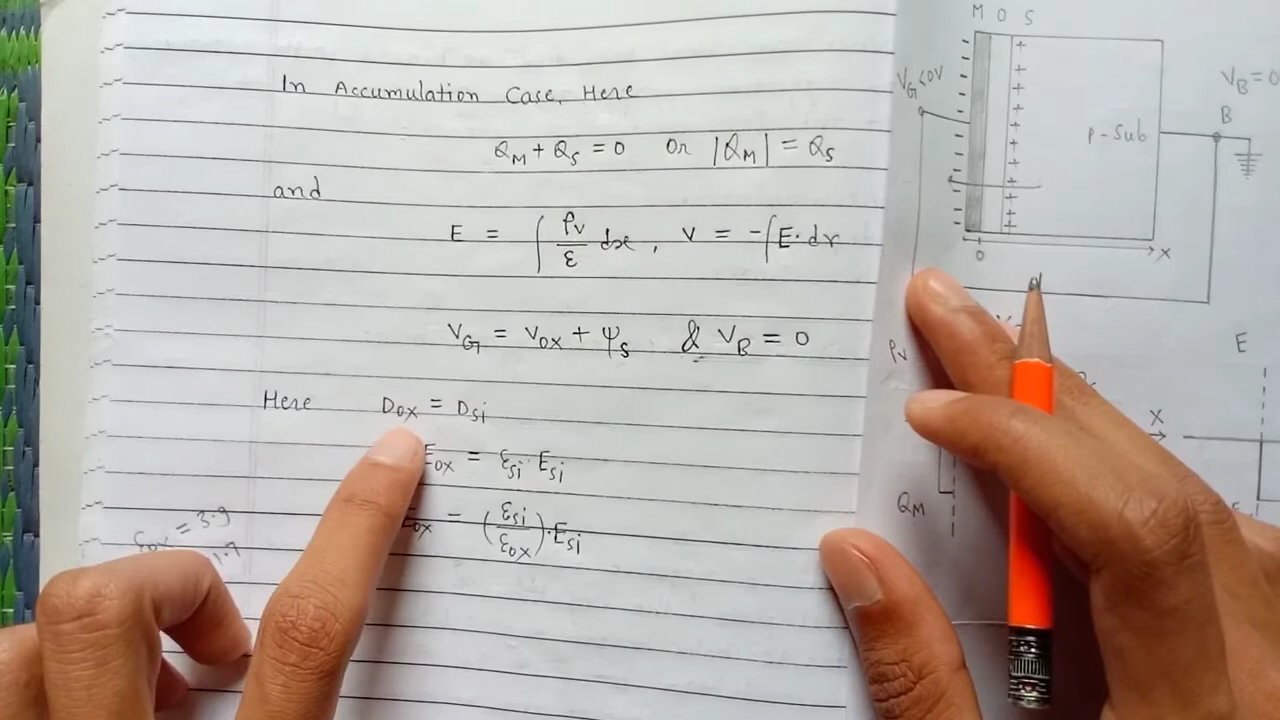 In Accumulation Case, Here
Q_M + Q_S = 0 Or |Q_M| = Q_S
and
E = ∫ ρ_v/ε dx, V = -∫E·dr
V_G = V_ox + ψ_s & V_B = 0
Here D_ox = D_si
E_ox = ε_si · E_si
E_ox = (ε_si/ε_ox)·E_si
ε_ox = 3.9
M O S
V_G<0V
V_B=0
B
p-sub
0
X
ρ_v
E
X
Q_M